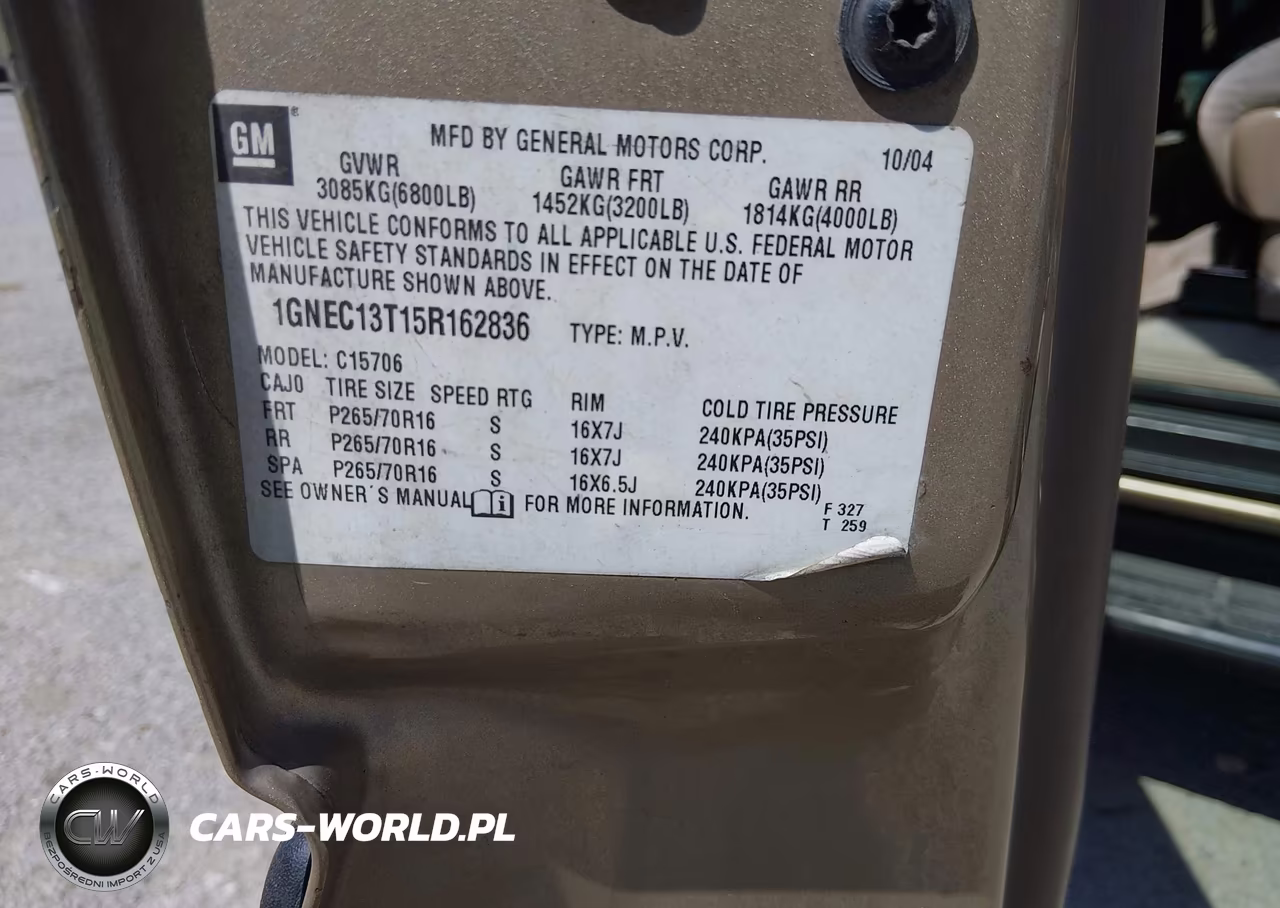 GM ®
MFD BY GENERAL MOTORS CORP. 10/04
GVWR GAWR FRT GAWR RR
3085KG(6800LB) 1452KG(3200LB) 1814KG(4000LB)
THIS VEHICLE CONFORMS TO ALL APPLICABLE U.S. FEDERAL MOTOR
VEHICLE SAFETY STANDARDS IN EFFECT ON THE DATE OF
MANUFACTURE SHOWN ABOVE.
1GNEC13T15R162836 TYPE: M.P.V.
MODEL: C15706
CAJO TIRE SIZE SPEED RTG RIM COLD TIRE PRESSURE
FRT P265/70R16 S 16X7J 240KPA(35PSI)
RR P265/70R16 S 16X7J 240KPA(35PSI)
SPA P265/70R16 S 16X6.5J 240KPA(35PSI)
SEE OWNER'S MANUAL i FOR MORE INFORMATION. F 327
T 259
CARS-WORLD
CW
BEZPOŚREDNI IMPORT Z USA
CARS-WORLD.PL